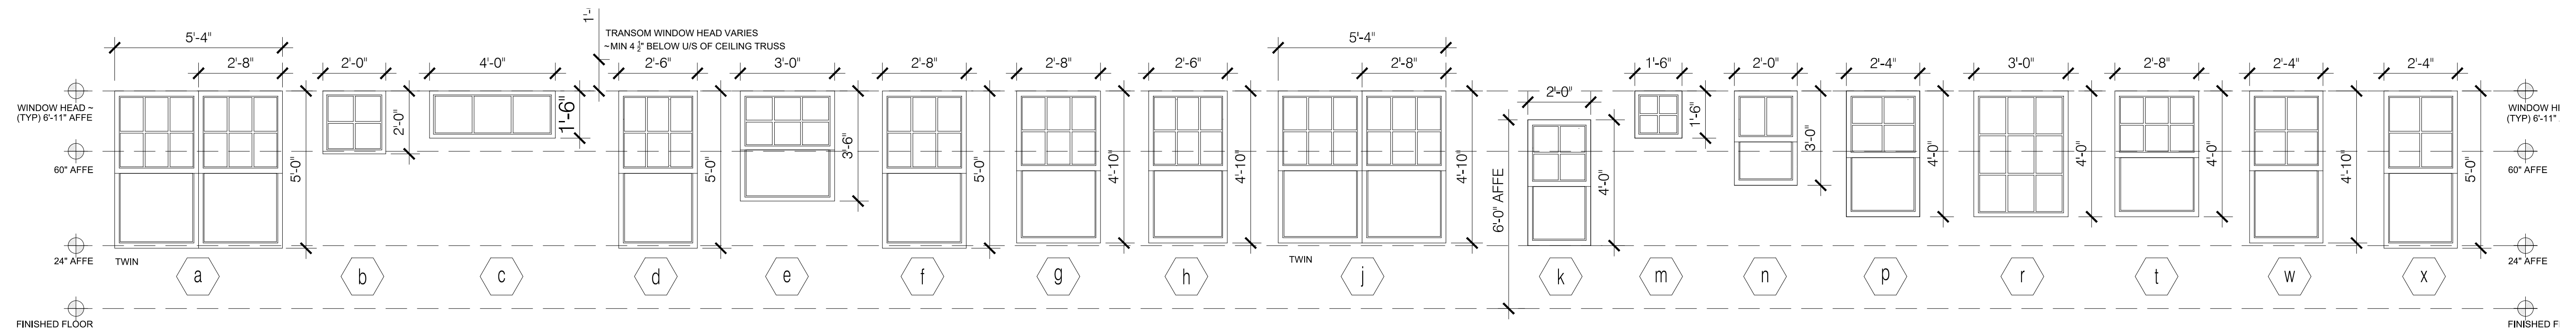 1'-
TRANSOM WINDOW HEAD VARIES
~MIN 4 1/2" BELOW U/S OF CEILING TRUSS
5'-4"
2'-8"
2'-0"
4'-0"
2'-6"
3'-0"
2'-8"
2'-8"
2'-6"
5'-4"
2'-8"
2'-0"
1'-6"
2'-0"
2'-4"
3'-0"
2'-8"
2'-4"
2'-4"
WINDOW HEAD ~
(TYP) 6'-11" AFFE
60" AFFE
24" AFFE
FINISHED FLOOR
5'-0"
2'-0"
1'-6"
5'-0"
3'-6"
5'-0"
4'-10"
4'-10"
4'-10"
6'-0" AFFE
4'-0"
1'-6"
3'-0"
4'-0"
4'-0"
4'-0"
4'-10"
5'-0"
WINDOW H
(TYP) 6'-11"
60" AFFE
24" AFFE
FINISHED F
TWIN
TWIN
a
b
c
d
e
f
g
h
j
k
m
n
p
r
t
w
x